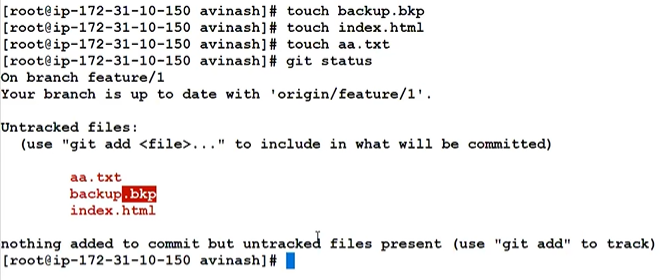 [root@ip-172-31-10-150 avinash]# touch backup.bkp
[root@ip-172-31-10-150 avinash]# touch index.html
[root@ip-172-31-10-150 avinash]# touch aa.txt
[root@ip-172-31-10-150 avinash]# git status
On branch feature/1
Your branch is up to date with 'origin/feature/1'.
Untracked files:
(use "git add <file>..." to include in what will be committed)
aa.txt
backup.bkp
index.html
nothing added to commit but untracked files present (use "git add" to track)
[root@ip-172-31-10-150 avinash]#